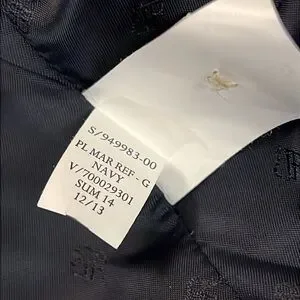 S/949983-00
PL MAR REF - G
NAVY
V/700029301
SUM 14
12/13